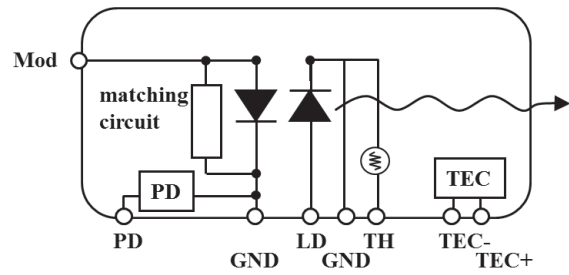 Mod
matching
circuit
PD
TEC
PD
GND
LD
GND
TH
TEC-
TEC+